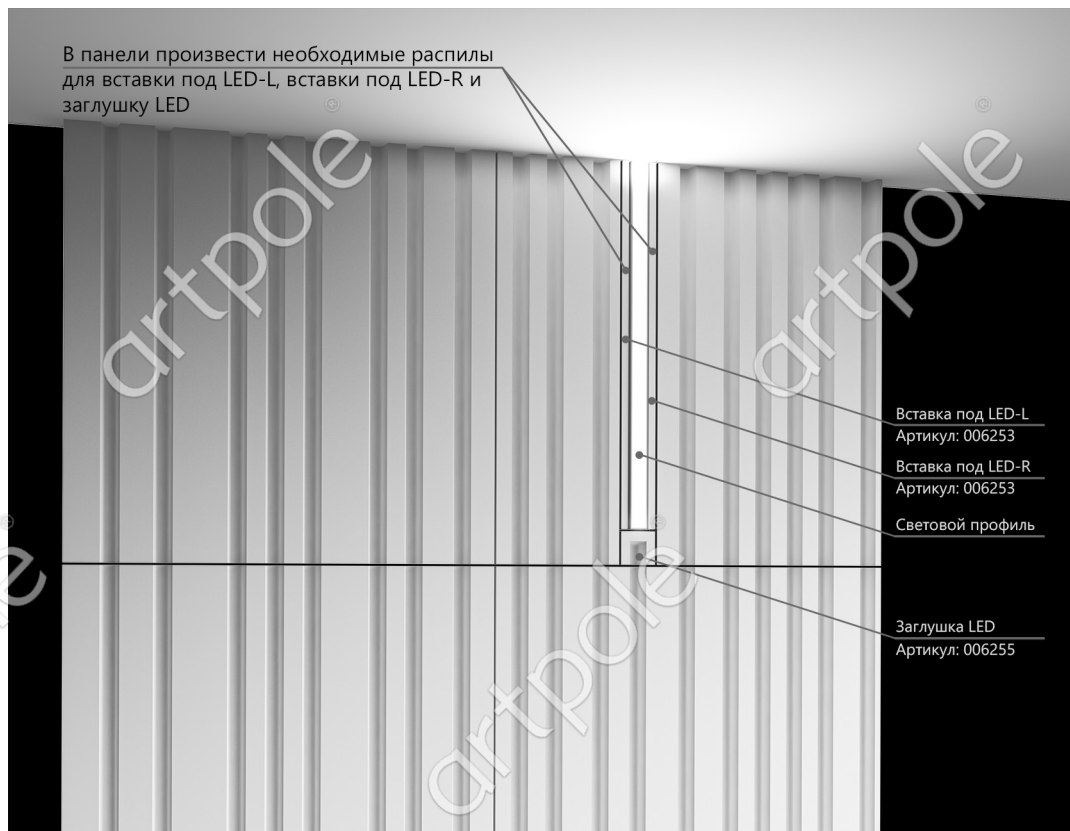 В панели произвести необходимые распилы
для вставки под LED-L, вставки под LED-R и
заглушку LED
artpole
artpole
Вставка под LED-L
Артикул: 006253
Вставка под LED-R
Артикул: 006253
Световой профиль
Заглушка LED
Артикул: 006255
artpole
le